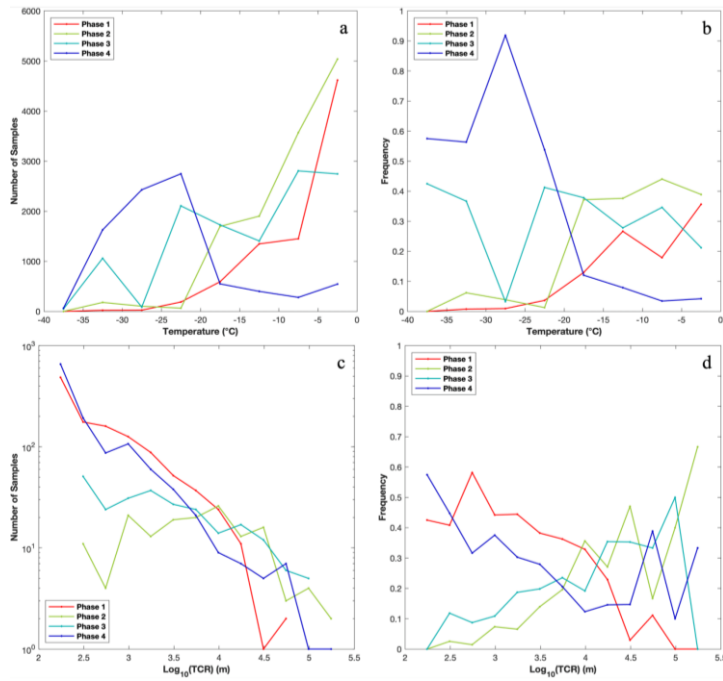 a
Phase 1
Phase 2
Phase 3
Phase 4
Number of Samples
6000
5000
4000
3000
2000
1000
0
-40 -35 -30 -25 -20 -15 -10 -5 0
Temperature (°C)
b
Phase 1
Phase 2
Phase 3
Phase 4
Frequency
1
0.9
0.8
0.7
0.6
0.5
0.4
0.3
0.2
0.1
0
-40 -35 -30 -25 -20 -15 -10 -5 0
Temperature (°C)
c
Phase 1
Phase 2
Phase 3
Phase 4
Number of Samples
10³
10²
10¹
10⁰
2 2.5 3 3.5 4 4.5 5 5.5
Log₁₀(TCR) (m)
d
Phase 1
Phase 2
Phase 3
Phase 4
Frequency
1
0.9
0.8
0.7
0.6
0.5
0.4
0.3
0.2
0.1
0
2 2.5 3 3.5 4 4.5 5 5.5
Log₁₀(TCR) (m)